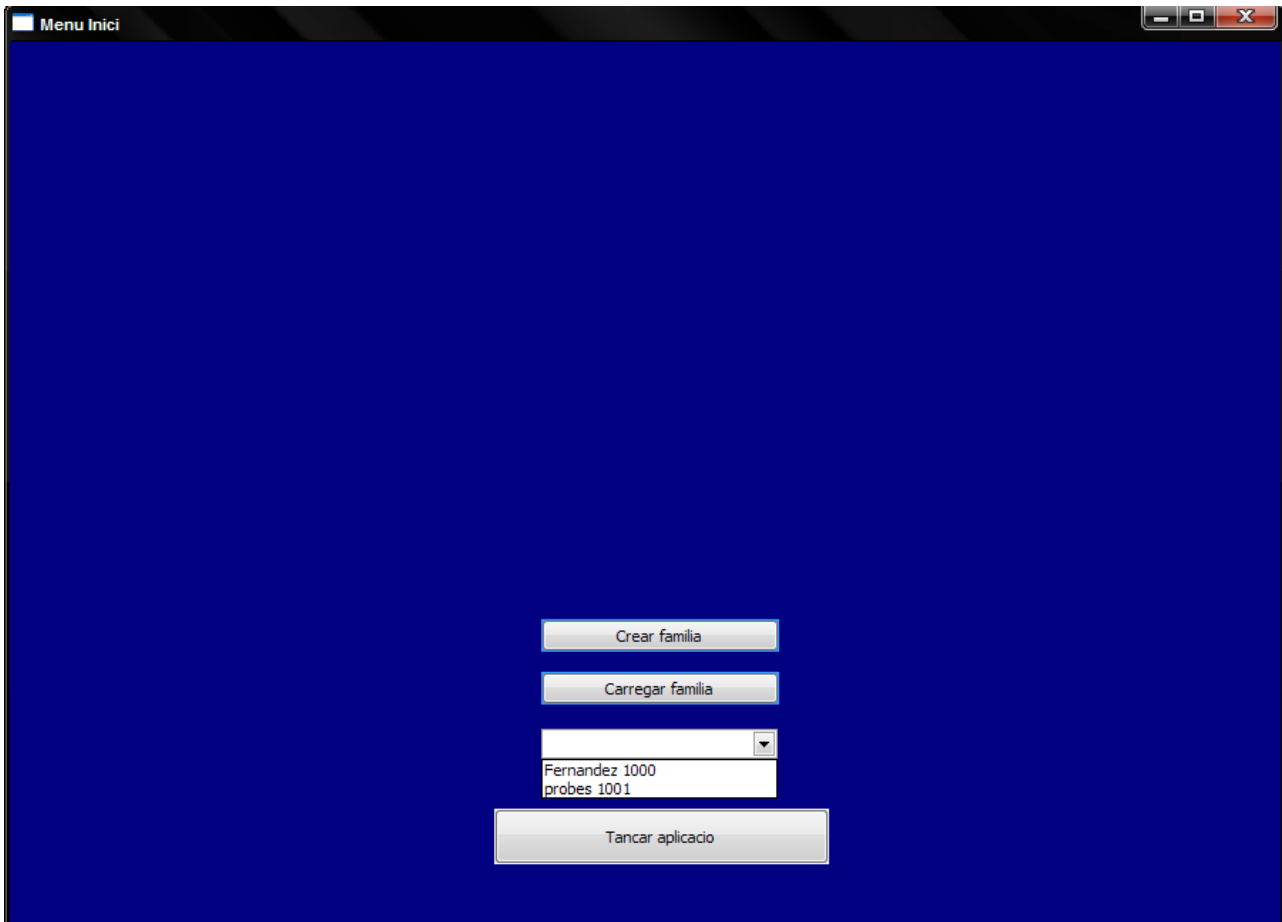 Menu Inici
Crear familia
Carregar familia
Fernandez 1000
probes 1001
Tancar aplicacio